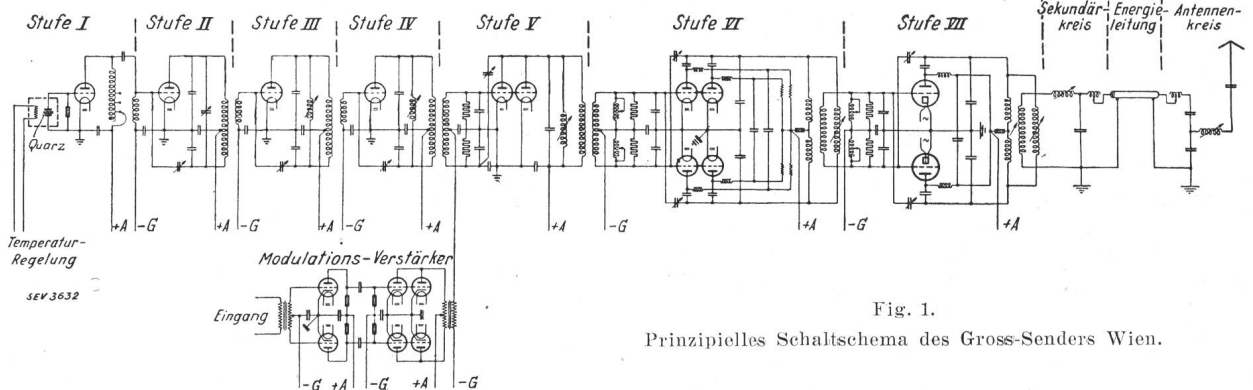 Stufe I
Stufe II
Stufe III
Stufe IV
Stufe V
Stufe VI
Stufe VII
Sekundär-
kreis
Energie-
leitung
Antennen-
kreis
Quarz
+A -G
-G
+A
-G
+A -G
+A
-G
+A
-G
+A
Temperatur-
Regelung
SEV 3632
Modulations-Verstärker
Eingang
-G +A -G +A -G
Fig. 1.
Prinzipielles Schaltschema des Gross-Senders Wien.